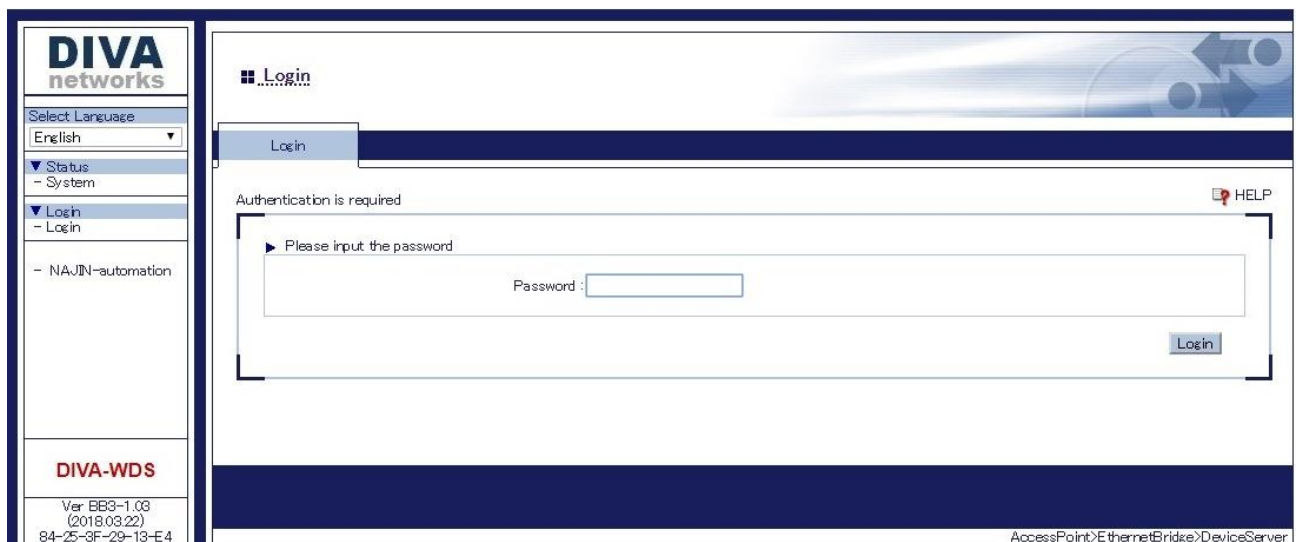 DIVA
networks
Select Language
English
▼ Status
- System
▼ Login
- Login
- NAJIN-automation
DIVA-WDS
Ver BB3-1.03
(2018.03.22)
84-25-3F-29-13-E4
Login
Login
Authentication is required
HELP
▶ Please input the password
Password :
Login
AccessPoint>EthernetBridge>DeviceServer